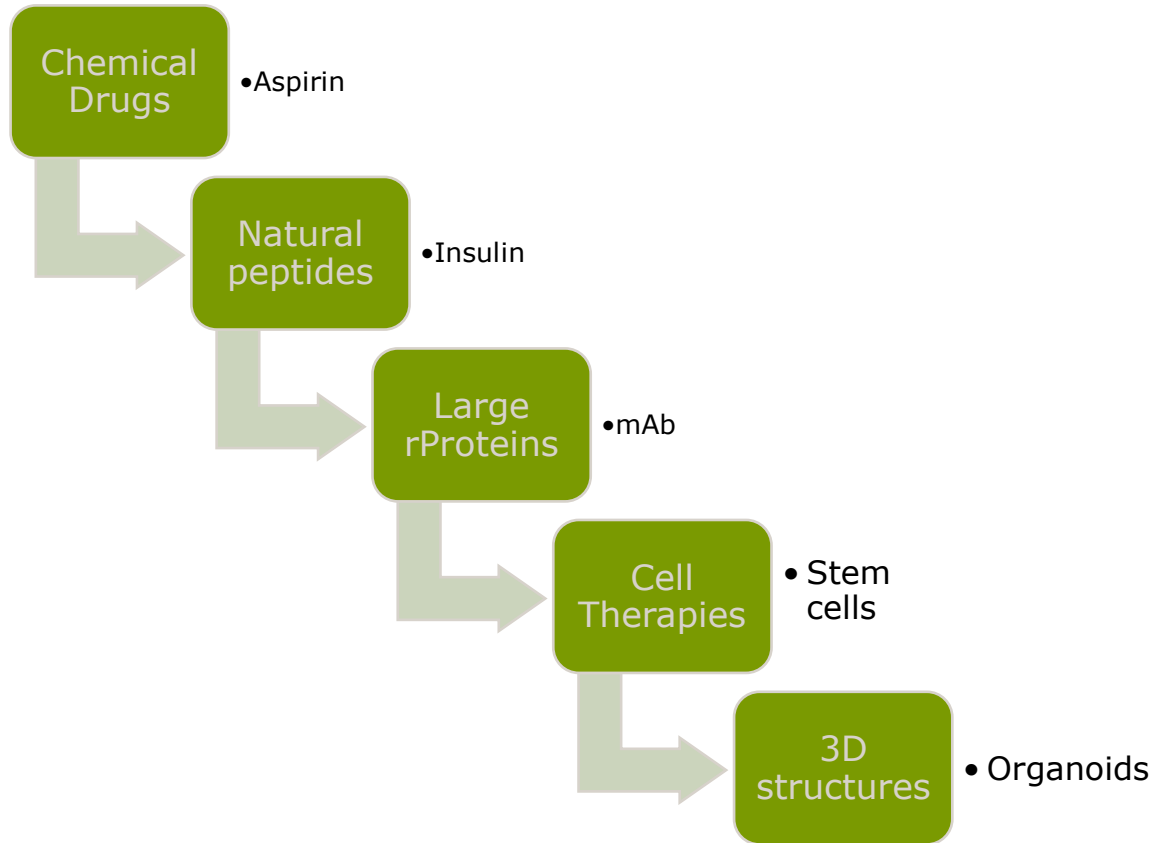 Chemical
Drugs
•Aspirin
Natural
peptides
•Insulin
Large
rProteins
•mAb
Cell
Therapies
• Stem
cells
3D
structures
• Organoids